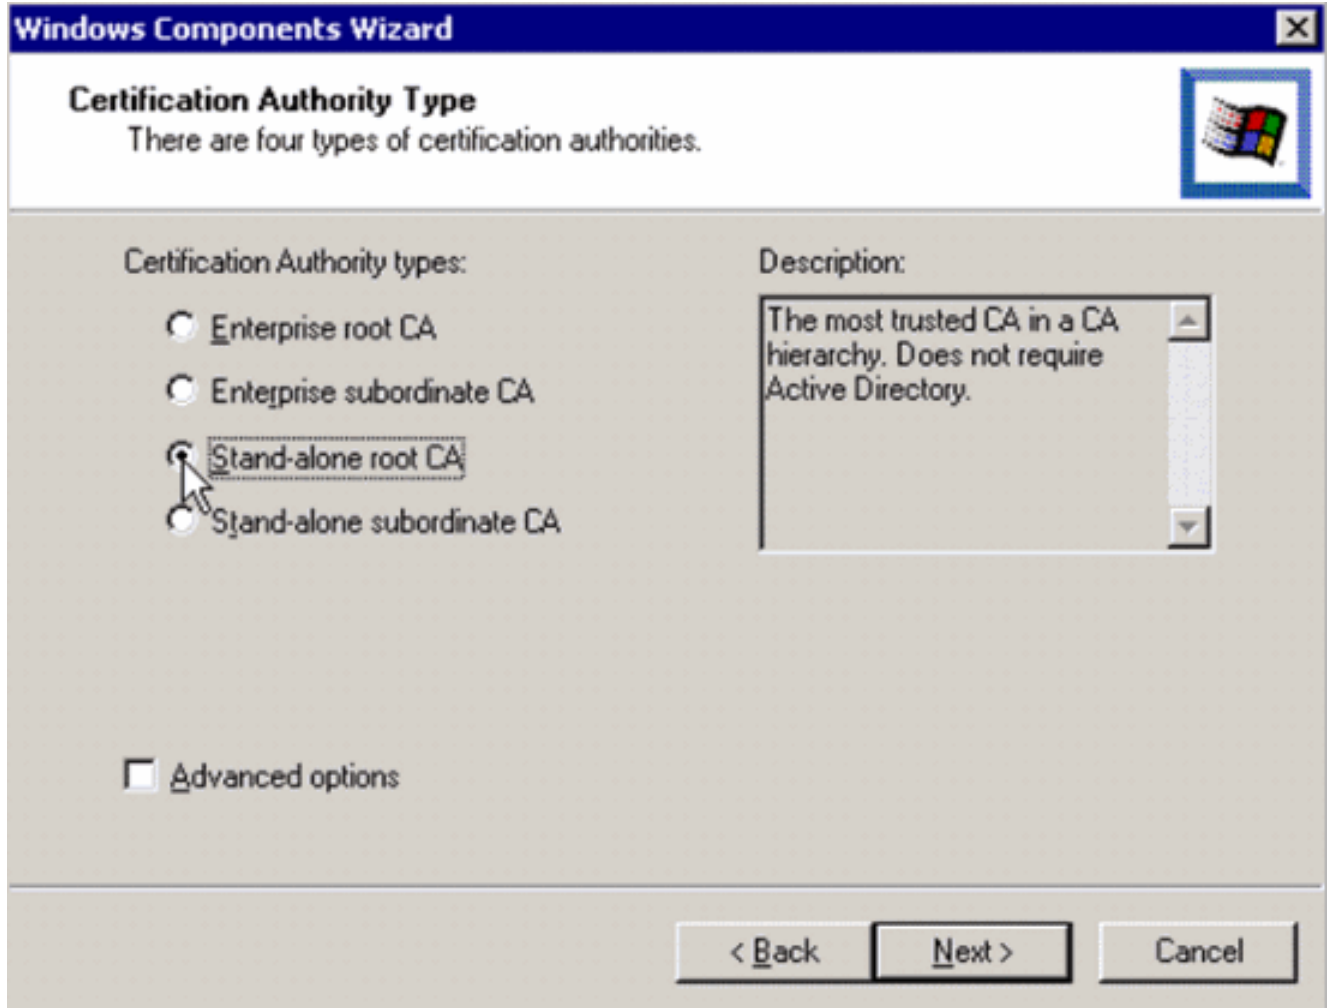 Windows Components Wizard
Certification Authority Type
There are four types of certification authorities.
Certification Authority types:
Description:
Enterprise root CA
Enterprise subordinate CA
Stand-alone root CA
Stand-alone subordinate CA
The most trusted CA in a CA
hierarchy. Does not require
Active Directory.
Advanced options
< Back
Next >
Cancel